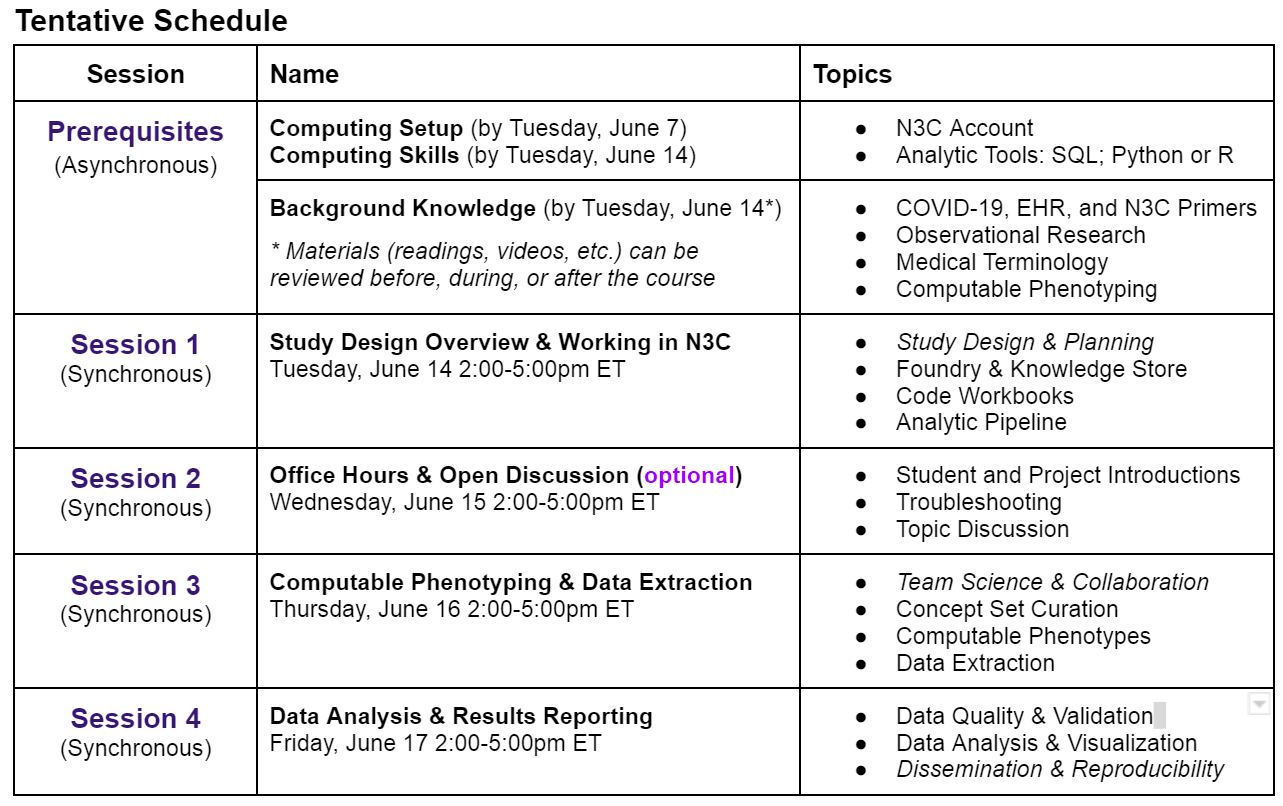 Tentative Schedule
Session
Name
Topics
Prerequisites
(Asynchronous)
Computing Setup (by Tuesday, June 7)
Computing Skills (by Tuesday, June 14)
● N3C Account
● Analytic Tools: SQL; Python or R
Background Knowledge (by Tuesday, June 14*)
* Materials (readings, videos, etc.) can be
reviewed before, during, or after the course
● COVID-19, EHR, and N3C Primers
● Observational Research
● Medical Terminology
● Computable Phenotyping
Session 1
(Synchronous)
Study Design Overview & Working in N3C
Tuesday, June 14 2:00-5:00pm ET
● Study Design & Planning
● Foundry & Knowledge Store
● Code Workbooks
● Analytic Pipeline
Session 2
(Synchronous)
Office Hours & Open Discussion (optional)
Wednesday, June 15 2:00-5:00pm ET
● Student and Project Introductions
● Troubleshooting
● Topic Discussion
Session 3
(Synchronous)
Computable Phenotyping & Data Extraction
Thursday, June 16 2:00-5:00pm ET
● Team Science & Collaboration
● Concept Set Curation
● Computable Phenotypes
● Data Extraction
Session 4
(Synchronous)
Data Analysis & Results Reporting
Friday, June 17 2:00-5:00pm ET
● Data Quality & Validation
● Data Analysis & Visualization
● Dissemination & Reproducibility